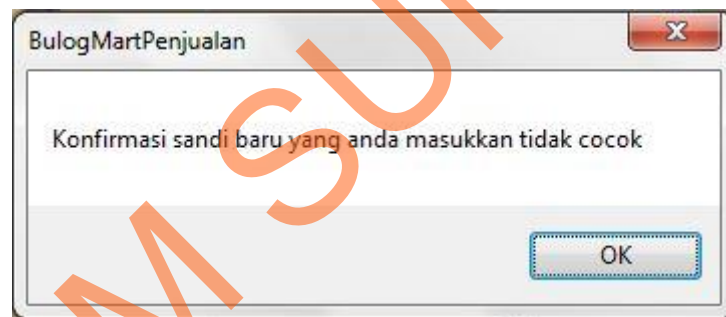 BulogMartPenjualan
Konfirmasi sandi baru yang anda masukkan tidak cocok
OK